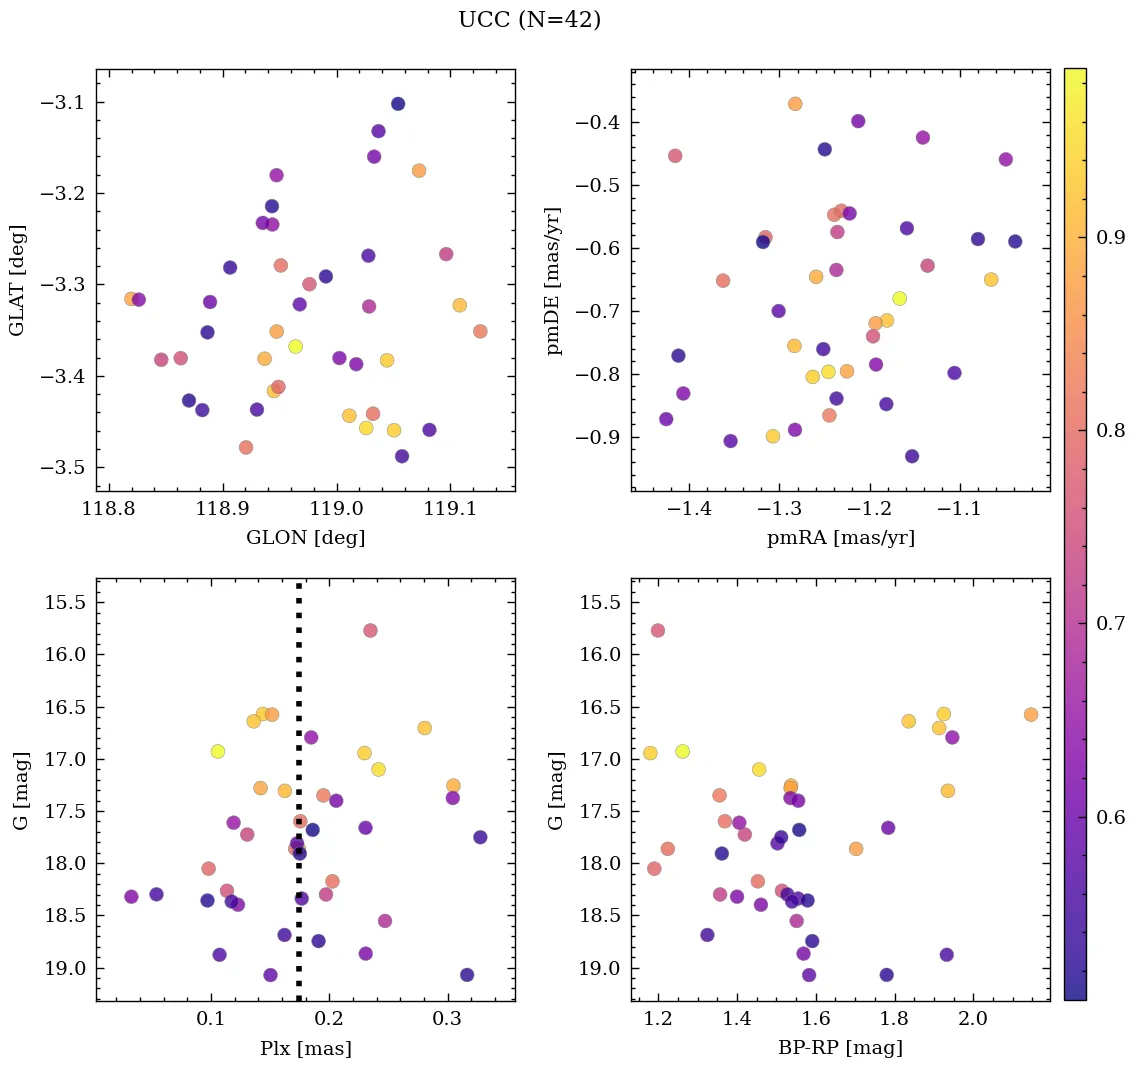 UCC (N=42)
−3.1
−3.2
−3.3
−3.4
−3.5
GLAT [deg]
118.8 118.9 119.0 119.1
GLON [deg]
−0.4
−0.5
−0.6
−0.7
−0.8
−0.9
pmDE [mas/yr]
−1.4 −1.3 −1.2 −1.1
pmRA [mas/yr]
15.5
16.0
16.5
17.0
17.5
18.0
18.5
19.0
G [mag]
0.1 0.2 0.3
Plx [mas]
15.5
16.0
16.5
17.0
17.5
18.0
18.5
19.0
G [mag]
1.2 1.4 1.6 1.8 2.0
BP-RP [mag]
0.9
0.8
0.7
0.6